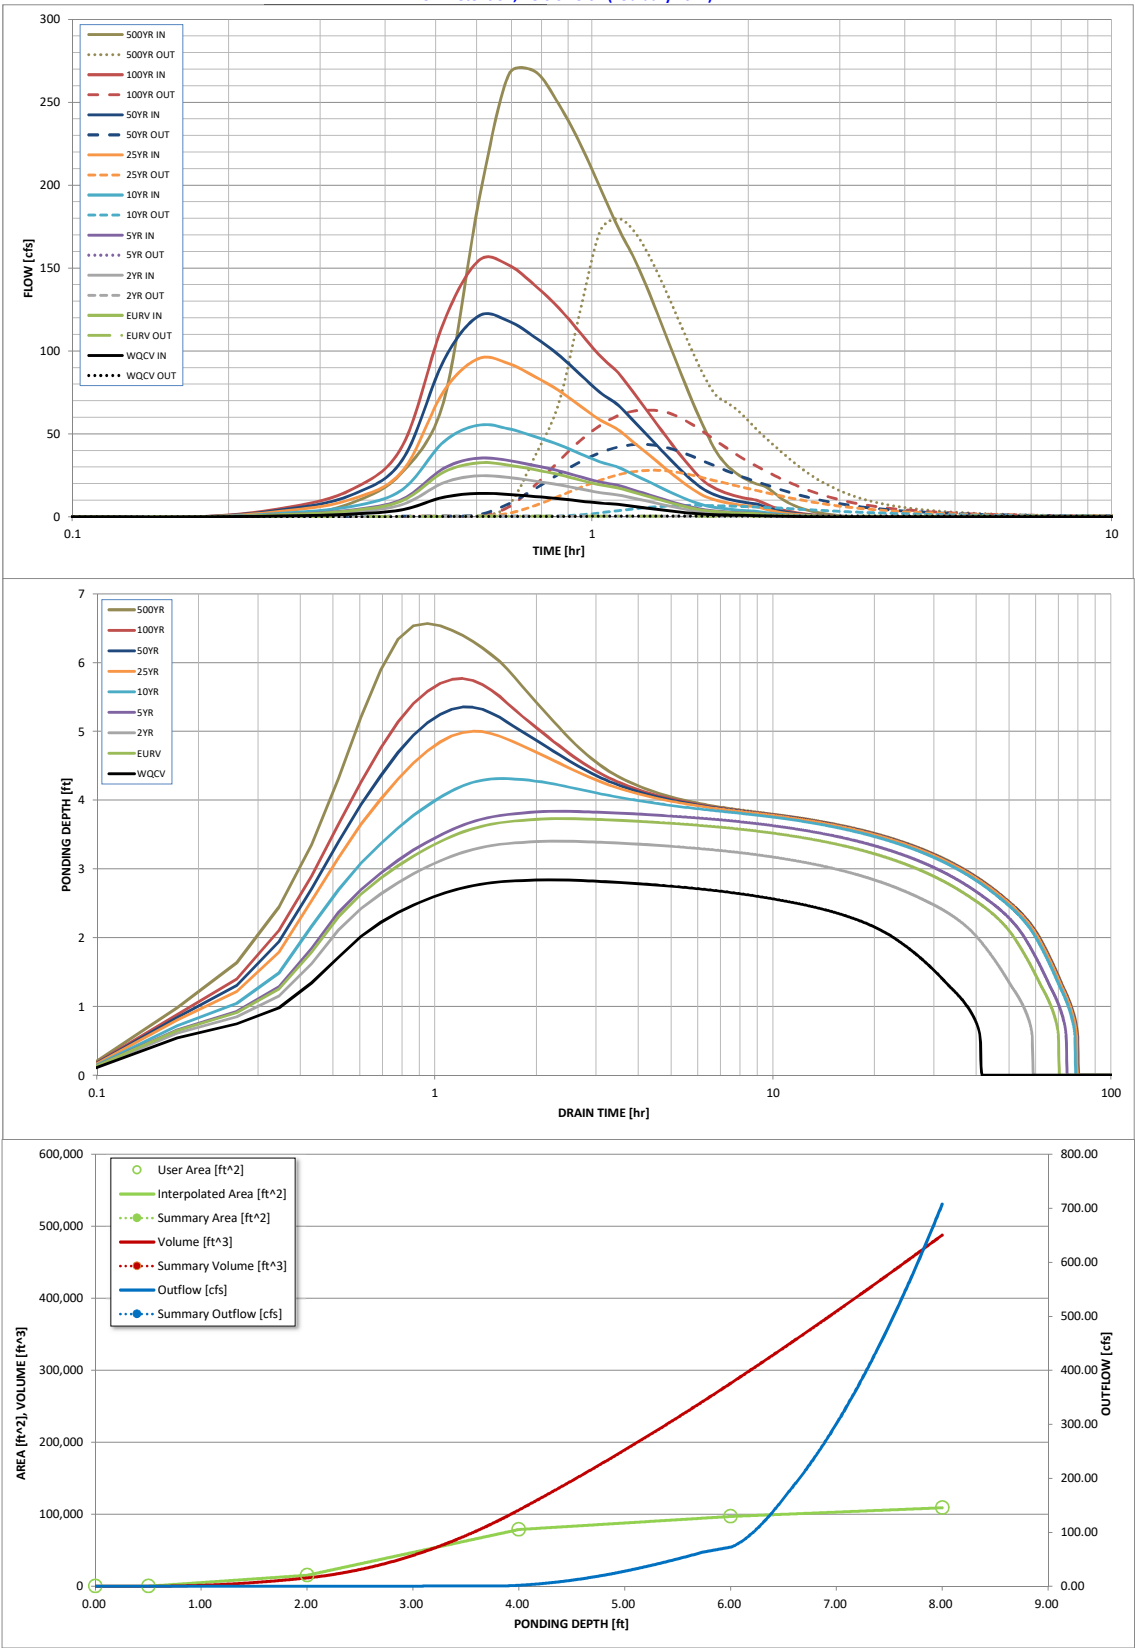 300
250
200
150
100
50
0
FLOW [cfs]
500YR IN
500YR OUT
100YR IN
100YR OUT
50YR IN
50YR OUT
25YR IN
25YR OUT
10YR IN
10YR OUT
5YR IN
5YR OUT
2YR IN
2YR OUT
EURV IN
EURV OUT
WQCV IN
WQCV OUT
0.1
1
10
TIME [hr]
7
6
5
4
3
2
1
0
PONDING DEPTH [ft]
500YR
100YR
50YR
25YR
10YR
5YR
2YR
EURV
WQCV
0.1
1
10
100
DRAIN TIME [hr]
600,000
500,000
400,000
300,000
200,000
100,000
0
AREA [ft^2], VOLUME [ft^3]
User Area [ft^2]
Interpolated Area [ft^2]
Summary Area [ft^2]
Volume [ft^3]
Summary Volume [ft^3]
Outflow [cfs]
Summary Outflow [cfs]
800.00
700.00
600.00
500.00
400.00
300.00
200.00
100.00
0.00
OUTFLOW [cfs]
0.00
1.00
2.00
3.00
4.00
5.00
6.00
7.00
8.00
9.00
PONDING DEPTH [ft]